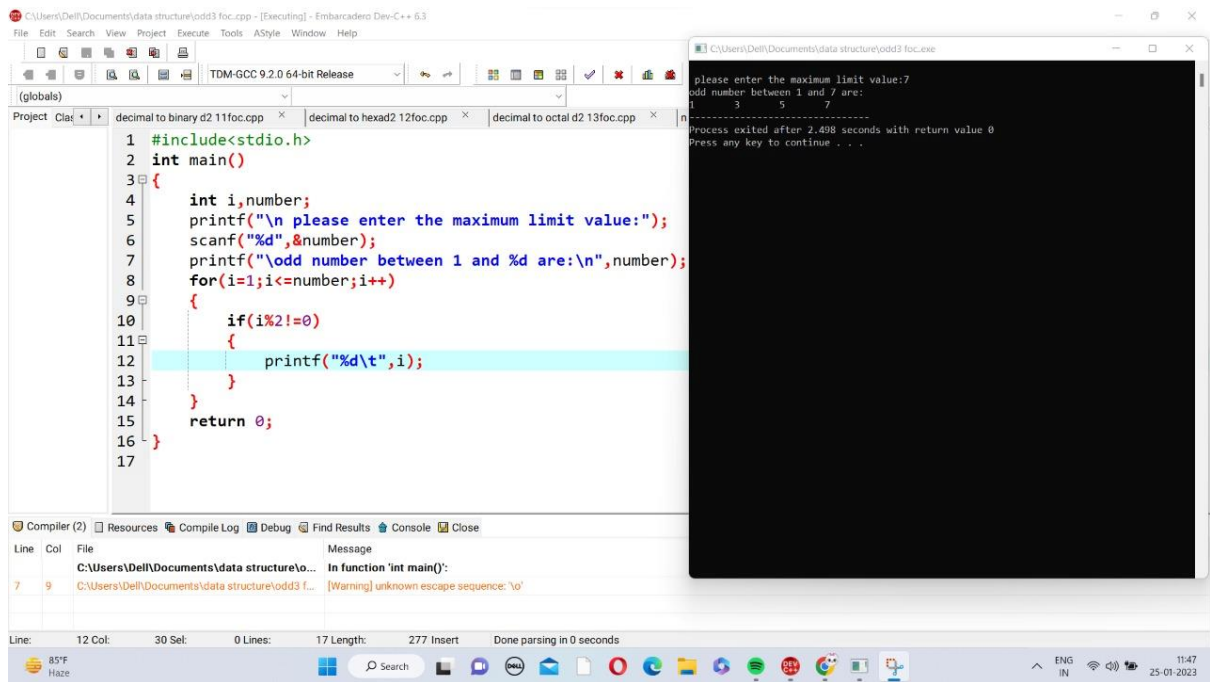 C:\Users\Dell\Documents\data structure\odd3 foc.cpp - [Executing] - Embarcadero Dev-C++ 6.3
File Edit Search View Project Execute Tools AStyle Window Help
TDM-GCC 9.2.0 64-bit Release
(globals)
Project Clas decimal to binary d2 11foc.cpp decimal to hexad2 12foc.cpp decimal to octal d2 13foc.cpp n
1 #include<stdio.h>
2 int main()
3 {
4 int i,number;
5 printf("\n please enter the maximum limit value:");
6 scanf("%d",&number);
7 printf("\odd number between 1 and %d are:\n",number);
8 for(i=1;i<=number;i++)
9 {
10 if(i%2!=0)
11 {
12 printf("%d\t",i);
13 }
14 }
15 return 0;
16 }
17
C:\Users\Dell\Documents\data structure\odd3 foc.exe
please enter the maximum limit value:7
odd number between 1 and 7 are:
1 3 5 7
--------------------------------
Process exited after 2.498 seconds with return value 0
Press any key to continue . . .
Compiler (2) Resources Compile Log Debug Find Results Console Close
Line Col File Message
C:\Users\Dell\Documents\data structure\o... In function 'int main()':
7 9 C:\Users\Dell\Documents\data structure\odd3 f... [Warning] unknown escape sequence: '\o'
Line: 12 Col: 30 Sel: 0 Lines: 17 Length: 277 Insert Done parsing in 0 seconds
85°F
Haze
Search
DELL
DEV
C++
ENG
IN
11:47
25-01-2023